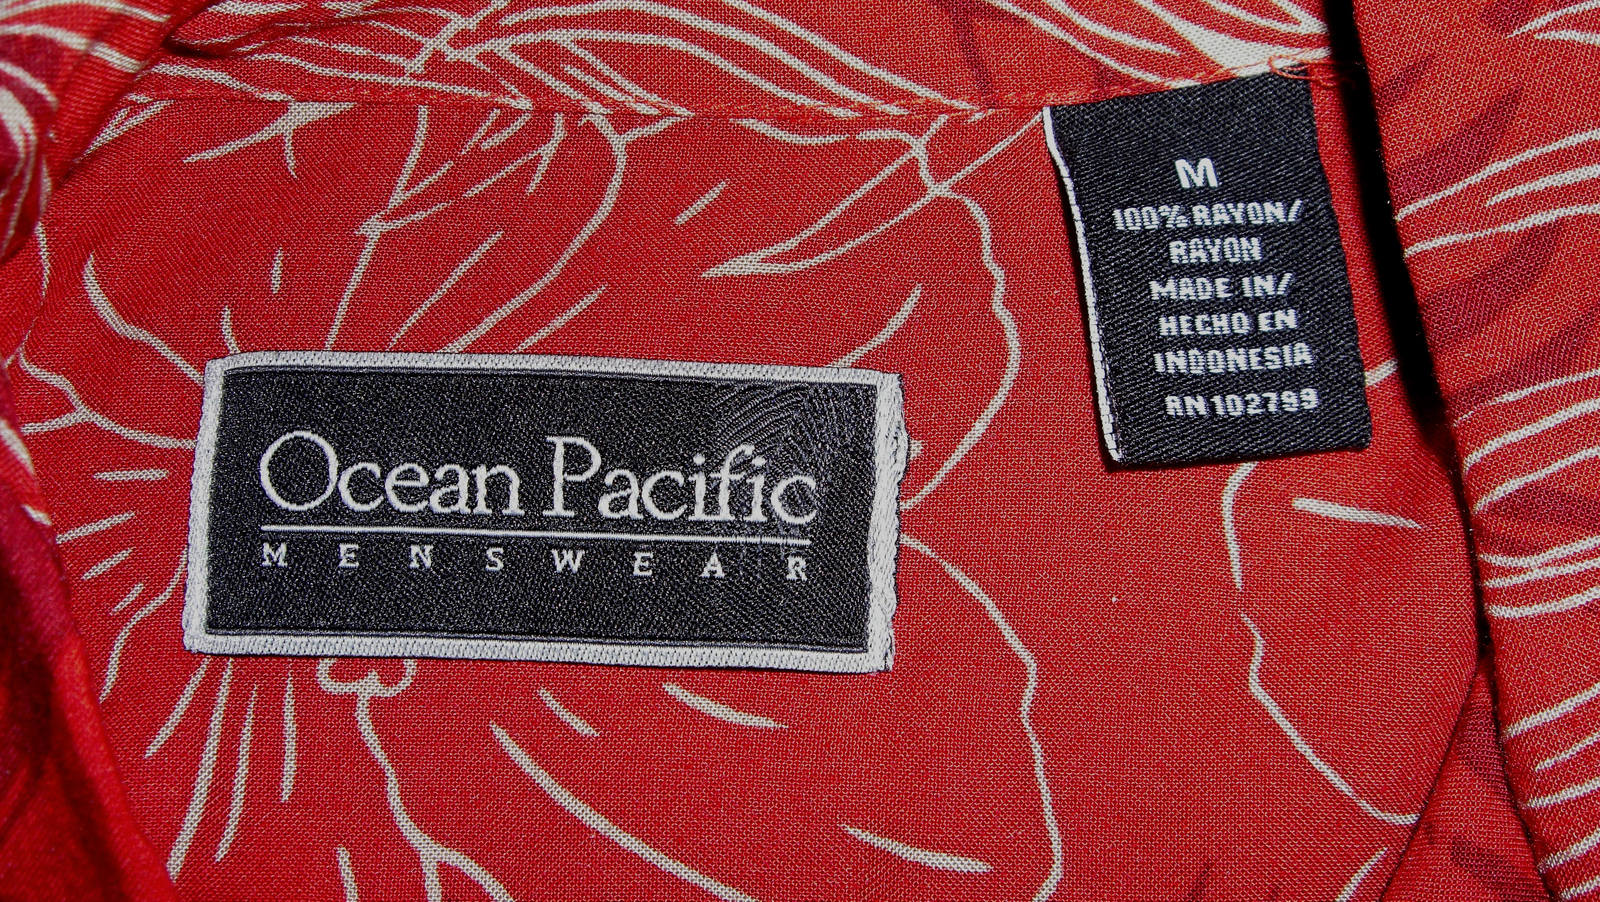 Ocean Pacific
MENSWEAR
M
100% RAYON/
RAYON
MADE IN/
HECHO EN
INDONESIA
RN 102799